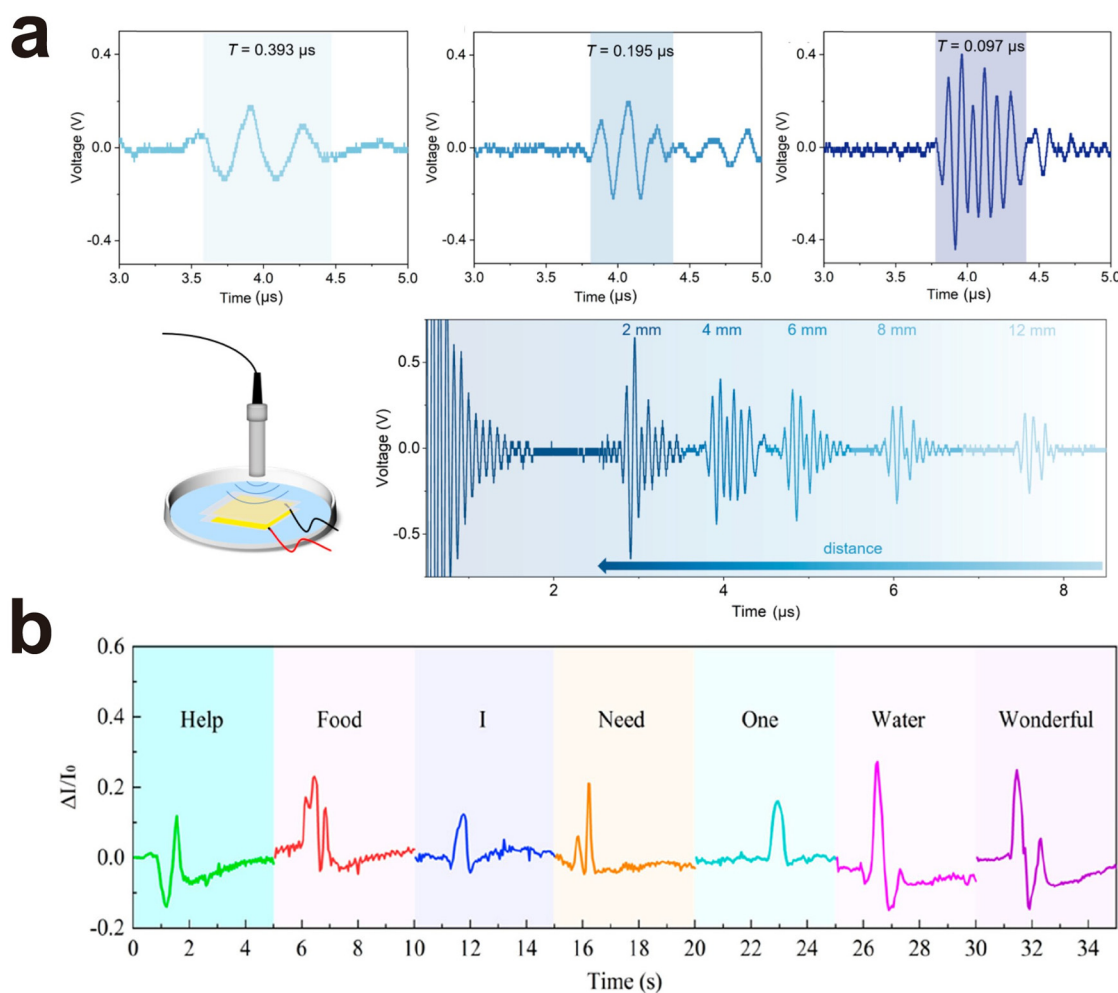 a
T = 0.393 µs
0.4
0.0
-0.4
Voltage (V)
3.0 3.5 4.0 4.5 5.0
Time (µs)
T = 0.195 µs
0.4
0.0
-0.4
Voltage (V)
3.0 3.5 4.0 4.5 5.0
Time (µs)
T = 0.097 µs
0.4
0.0
-0.4
Voltage (V)
3.0 3.5 4.0 4.5 5.0
Time (µs)
2 mm 4 mm 6 mm 8 mm 12 mm
0.5
0.0
-0.5
Voltage (V)
distance
2 4 6 8
Time (µs)
b
0.6
0.4
0.2
0.0
-0.2
ΔI/I₀
Help Food I Need One Water Wonderful
0 2 4 6 8 10 12 14 16 18 20 22 24 26 28 30 32 34
Time (s)